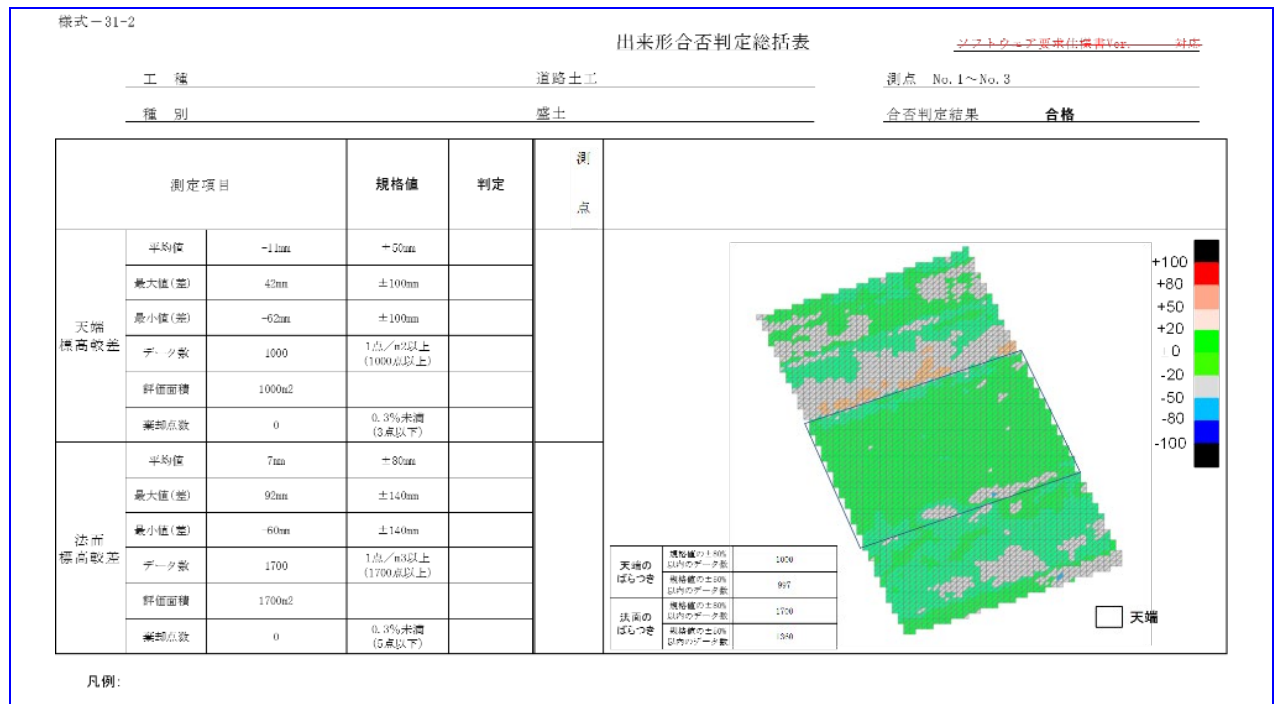 様式－31-2
出来形合否判定総括表
ソフトウェア要求仕様書Ver. 対応
工 種 道路土工 測点 No.1～No.3
種 別 盛土 合否判定結果 合格
測定項目 規格値 判定 測点
天端標高較差
平均値 -11mm ±50mm
最大値(差) 42mm ±100mm
最小値(差) -62mm ±100mm
データ数 1000 1点／m2以上(1000点以上)
評価面積 1000m2
棄却点数 0 0.3%未満(3点以下)
法面標高較差
平均値 7mm ±80mm
最大値(差) 92mm ±140mm
最小値(差) -60mm ±140mm
データ数 1700 1点／m3以上(1700点以上)
評価面積 1700m2
棄却点数 0 0.3%未満(5点以下)
+100
+80
+50
+20
0
-20
-50
-80
-100
天端のばらつき
規格値の±80%以内のデータ数 1000
規格値の±50%以内のデータ数 997
法面のばらつき
規格値の±80%以内のデータ数 1700
規格値の±50%以内のデータ数 1360
天端
凡例: